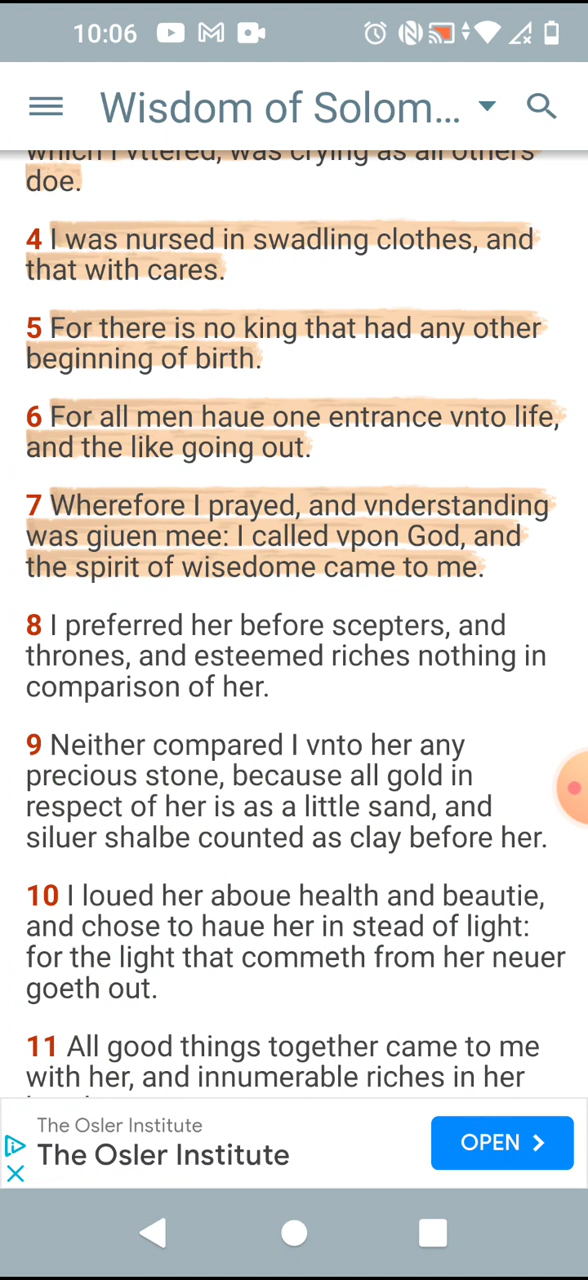 10:06
Wisdom of Solom...
which I vttered, was crying as all others
doe.
4 I was nursed in swadling clothes, and
that with cares.
5 For there is no king that had any other
beginning of birth.
6 For all men haue one entrance vnto life,
and the like going out.
7 Wherefore I prayed, and vnderstanding
was giuen mee: I called vpon God, and
the spirit of wisedome came to me.
8 I preferred her before scepters, and
thrones, and esteemed riches nothing in
comparison of her.
9 Neither compared I vnto her any
precious stone, because all gold in
respect of her is as a little sand, and
siluer shalbe counted as clay before her.
10 I loued her aboue health and beautie,
and chose to haue her in stead of light:
for the light that commeth from her neuer
goeth out.
11 All good things together came to me
with her, and innumerable riches in her
The Osler Institute
The Osler Institute
OPEN